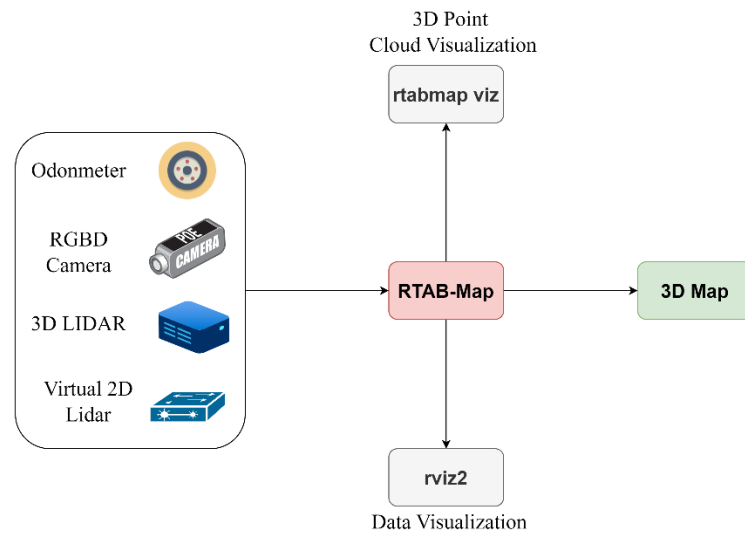 3D Point
Cloud Visualization
rtabmap viz
Odonmeter
RGBD
Camera
POE
CAMERA
3D LIDAR
Virtual 2D
Lidar
RTAB-Map
3D Map
rviz2
Data Visualization